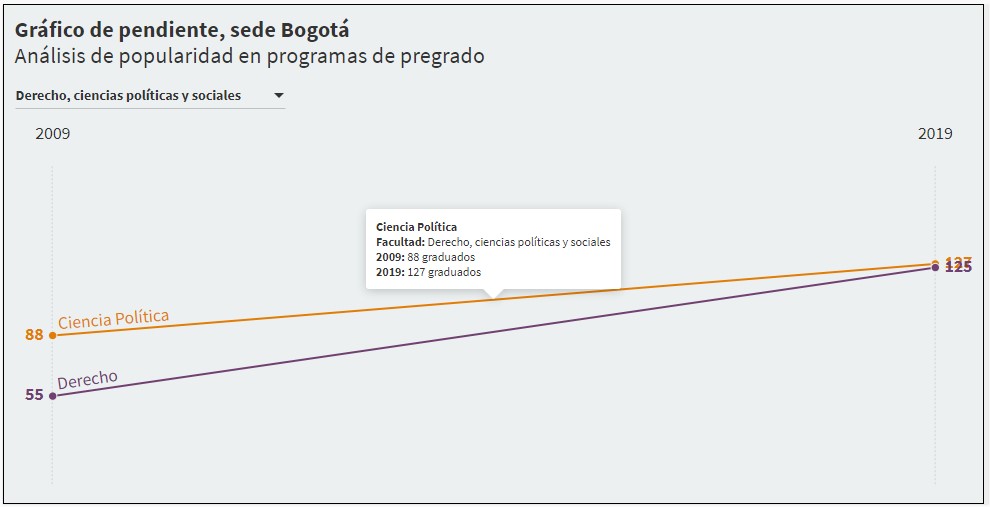 Gráfico de pendiente, sede Bogotá
Análisis de popularidad en programas de pregrado
Derecho, ciencias políticas y sociales
2009
2019
Ciencia Política
Facultad: Derecho, ciencias políticas y sociales
2009: 88 graduados
2019: 127 graduados
127
125
Ciencia Política
88
Derecho
55